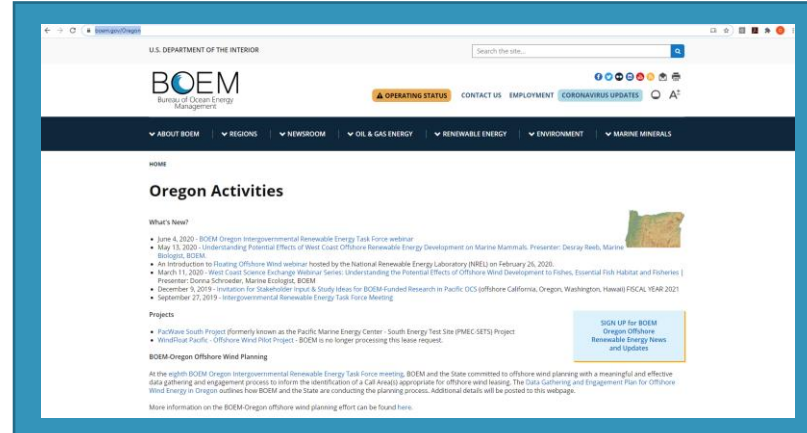 boem.gov/Oregon
U.S. DEPARTMENT OF THE INTERIOR
Search the site...
BOEM
Bureau of Ocean Energy
Management
OPERATING STATUS CONTACT US EMPLOYMENT CORONAVIRUS UPDATES
ABOUT BOEM REGIONS NEWSROOM OIL & GAS ENERGY RENEWABLE ENERGY ENVIRONMENT MARINE MINERALS
HOME
Oregon Activities
What's New?
• June 4, 2020 - BOEM Oregon Intergovernmental Renewable Energy Task Force webinar
• May 13, 2020 - Understanding Potential Effects of West Coast Offshore Renewable Energy Development on Marine Mammals. Presenter: Desray Reeb, Marine
Biologist, BOEM.
• An Introduction to Floating Offshore Wind webinar hosted by the National Renewable Energy Laboratory (NREL) on February 26, 2020.
• March 11, 2020 - West Coast Science Exchange Webinar Series: Understanding the Potential Effects of Offshore Wind Development to Fishes, Essential Fish Habitat and Fisheries |
Presenter: Donna Schroeder, Marine Ecologist, BOEM
• December 9, 2019 - Invitation for Stakeholder Input & Study Ideas for BOEM-Funded Research in Pacific OCS (offshore California, Oregon, Washington, Hawaii) FISCAL YEAR 2021
• September 27, 2019 - Intergovernmental Renewable Energy Task Force Meeting
Projects
• PacWave South Project (formerly known as the Pacific Marine Energy Center - South Energy Test Site (PMEC-SETS) Project
• WindFloat Pacific - Offshore Wind Pilot Project - BOEM is no longer processing this lease request.
SIGN UP for BOEM
Oregon Offshore
Renewable Energy News
and Updates
BOEM-Oregon Offshore Wind Planning
At the eighth BOEM Oregon Intergovernmental Renewable Energy Task Force meeting, BOEM and the State committed to offshore wind planning with a meaningful and effective
data gathering and engagement process to inform the identification of a Call Area(s) appropriate for offshore wind leasing. The Data Gathering and Engagement Plan for Offshore
Wind Energy in Oregon outlines how BOEM and the State are conducting the planning process. Additional details will be posted to this webpage.
More information on the BOEM-Oregon offshore wind planning effort can be found here.